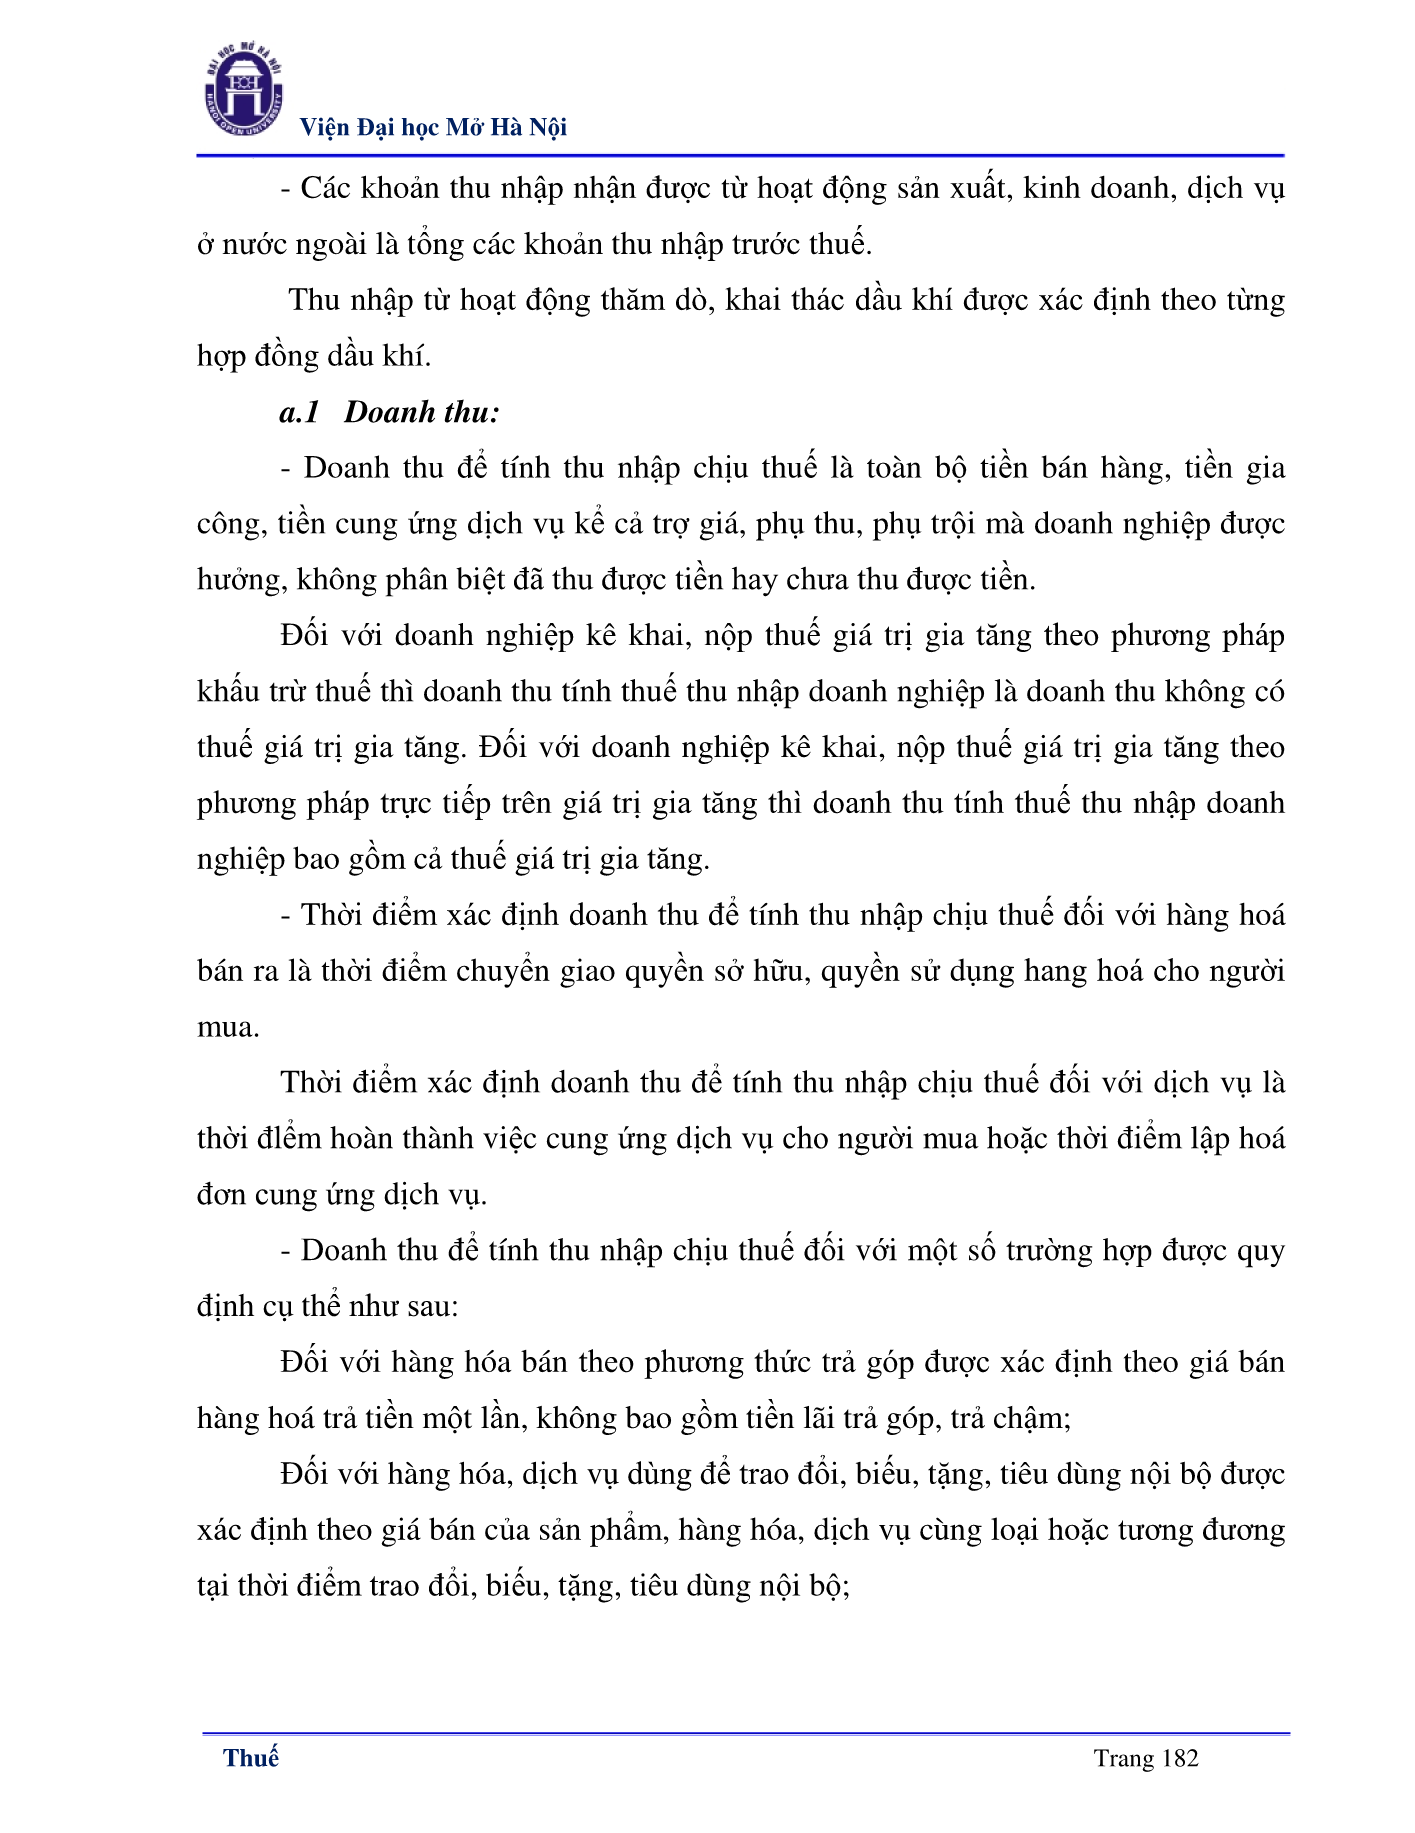 ĐẠI HỌC MỞ HÀ NỘI
HANOI OPEN UNIVERSITY
Viện Đại học Mở Hà Nội
- Các khoản thu nhập nhận được từ hoạt động sản xuất, kinh doanh, dịch vụ
ở nước ngoài là tổng các khoản thu nhập trước thuế.
Thu nhập từ hoạt động thăm dò, khai thác dầu khí được xác định theo từng
hợp đồng dầu khí.
a.1 Doanh thu:
- Doanh thu để tính thu nhập chịu thuế là toàn bộ tiền bán hàng, tiền gia
công, tiền cung ứng dịch vụ kể cả trợ giá, phụ thu, phụ trội mà doanh nghiệp được
hưởng, không phân biệt đã thu được tiền hay chưa thu được tiền.
Đối với doanh nghiệp kê khai, nộp thuế giá trị gia tăng theo phương pháp
khấu trừ thuế thì doanh thu tính thuế thu nhập doanh nghiệp là doanh thu không có
thuế giá trị gia tăng. Đối với doanh nghiệp kê khai, nộp thuế giá trị gia tăng theo
phương pháp trực tiếp trên giá trị gia tăng thì doanh thu tính thuế thu nhập doanh
nghiệp bao gồm cả thuế giá trị gia tăng.
- Thời điểm xác định doanh thu để tính thu nhập chịu thuế đối với hàng hoá
bán ra là thời điểm chuyển giao quyền sở hữu, quyền sử dụng hang hoá cho người
mua.
Thời điểm xác định doanh thu để tính thu nhập chịu thuế đối với dịch vụ là
thời đlểm hoàn thành việc cung ứng dịch vụ cho người mua hoặc thời điểm lập hoá
đơn cung ứng dịch vụ.
- Doanh thu để tính thu nhập chịu thuế đối với một số trường hợp được quy
định cụ thể như sau:
Đối với hàng hóa bán theo phương thức trả góp được xác định theo giá bán
hàng hoá trả tiền một lần, không bao gồm tiền lãi trả góp, trả chậm;
Đối với hàng hóa, dịch vụ dùng để trao đổi, biếu, tặng, tiêu dùng nội bộ được
xác định theo giá bán của sản phẩm, hàng hóa, dịch vụ cùng loại hoặc tương đương
tại thời điểm trao đổi, biếu, tặng, tiêu dùng nội bộ;
Thuế
Trang 182